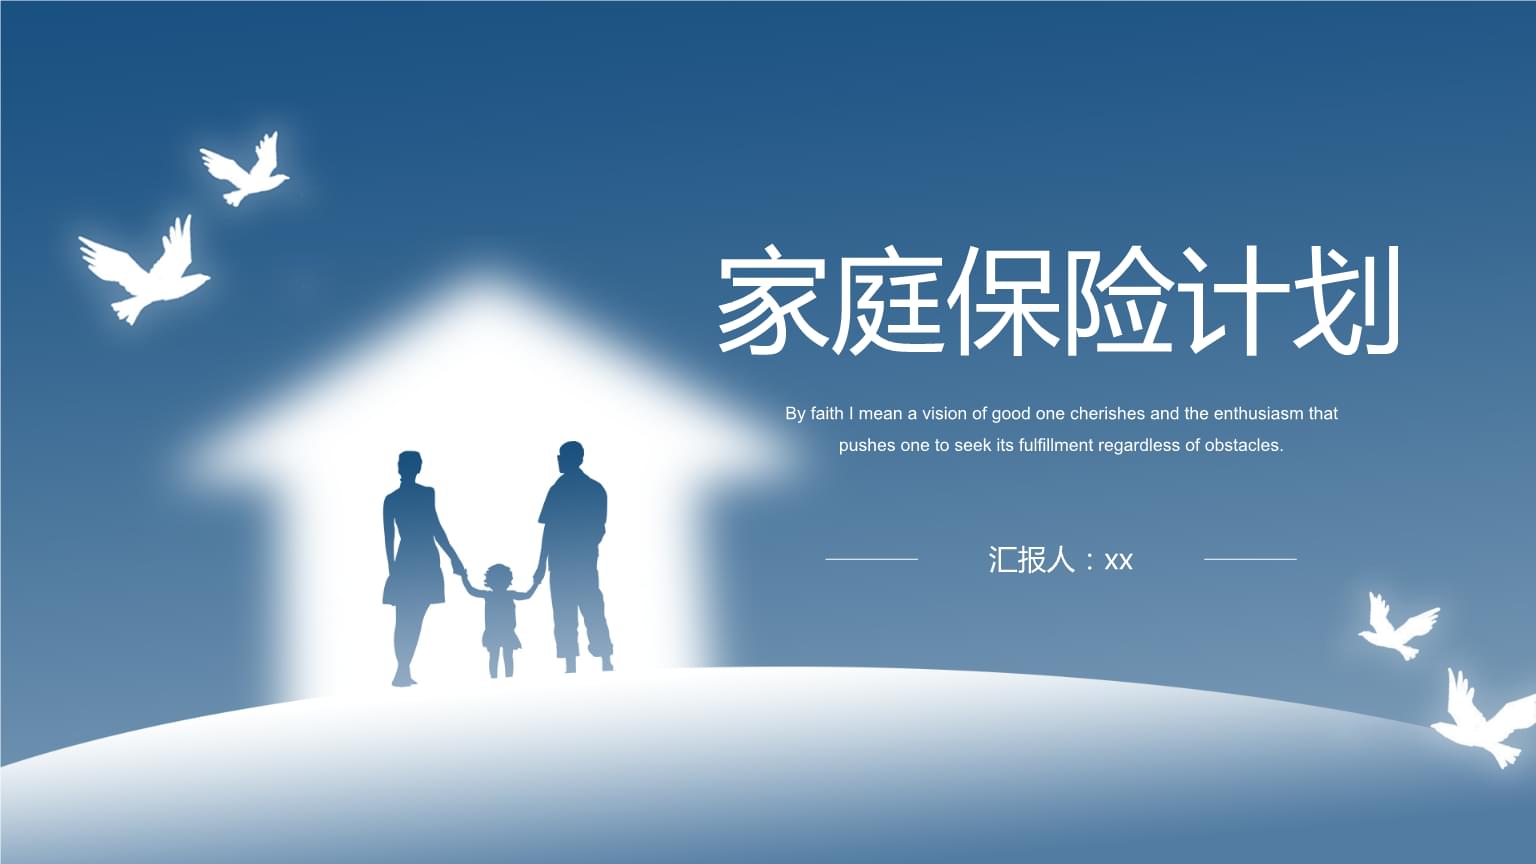 家庭保险计划
By faith I mean a vision of good one cherishes and the enthusiasm that
pushes one to seek its fulfillment regardless of obstacles.
汇报人：xx